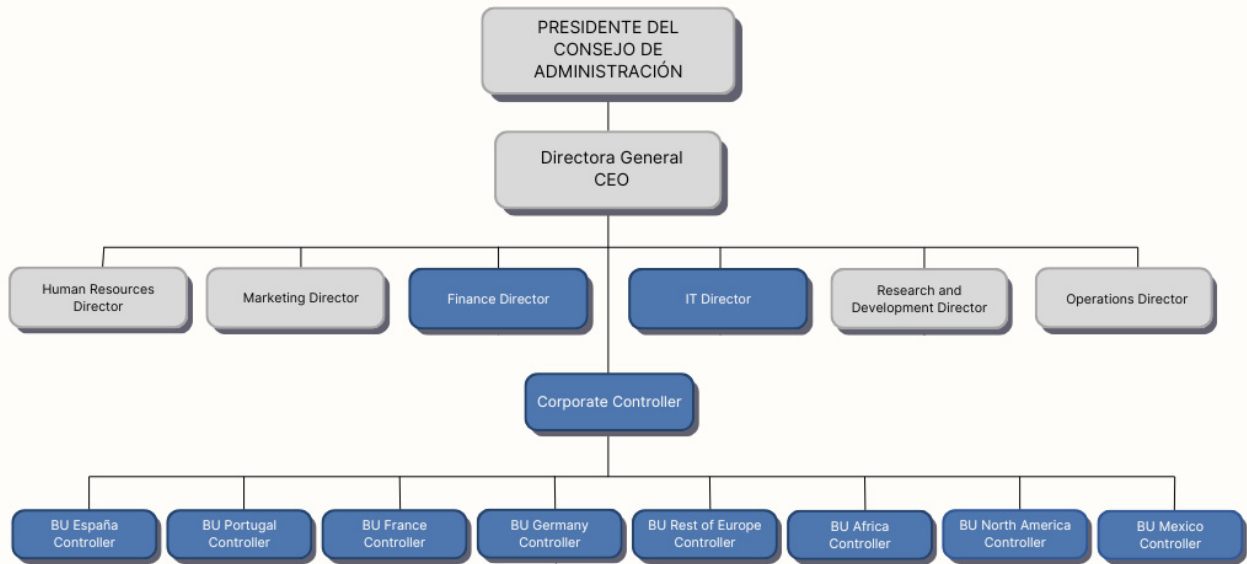 PRESIDENTE DEL
CONSEJO DE
ADMINISTRACIÓN
Directora General
CEO
Human Resources
Director
Marketing Director
Finance Director
IT Director
Research and
Development Director
Operations Director
Corporate Controller
BU España
Controller
BU Portugal
Controller
BU France
Controller
BU Germany
Controller
BU Rest of Europe
Controller
BU Africa
Controller
BU North America
Controller
BU Mexico
Controller